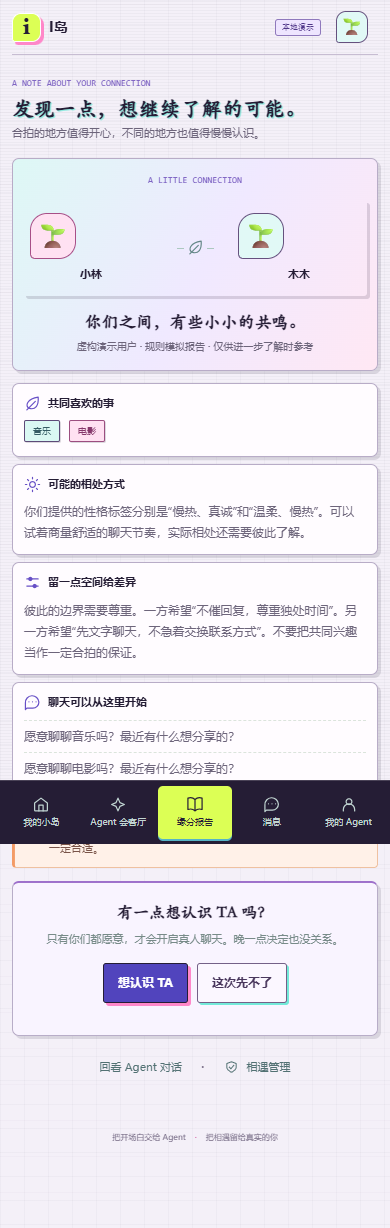 i I岛 本地演示
A NOTE ABOUT YOUR CONNECTION
发现一点，想继续了解的可能。
合拍的地方值得开心，不同的地方也值得慢慢认识。
A LITTLE CONNECTION
小林 木木
你们之间，有些小小的共鸣。
虚构演示用户 · 规则模拟报告 · 仅供进一步了解时参考
共同喜欢的事
音乐 电影
可能的相处方式
你们提供的性格标签分别是“慢热、真诚”和“温柔、慢热”。可以
试着商量舒适的聊天节奏，实际相处还需要彼此了解。
留一点空间给差异
彼此的边界需要尊重。一方希望“不催回复，尊重独处时间”。另
一方希望“先文字聊天，不急着交换联系方式”。不要把共同兴趣
当作一定合拍的保证。
聊天可以从这里开始
愿意聊聊音乐吗？最近有什么想分享的？
愿意聊聊电影吗？最近有什么想分享的？
我的小岛 Agent 会客厅 缘分报告 消息 我的 Agent
一定合适。
有一点想认识 TA 吗？
只有你们都愿意，才会开启真人聊天。晚一点决定也没关系。
想认识 TA 这次先不了
回看 Agent 对话 · 相遇管理
把开场白交给 Agent · 把相遇留给真实的你